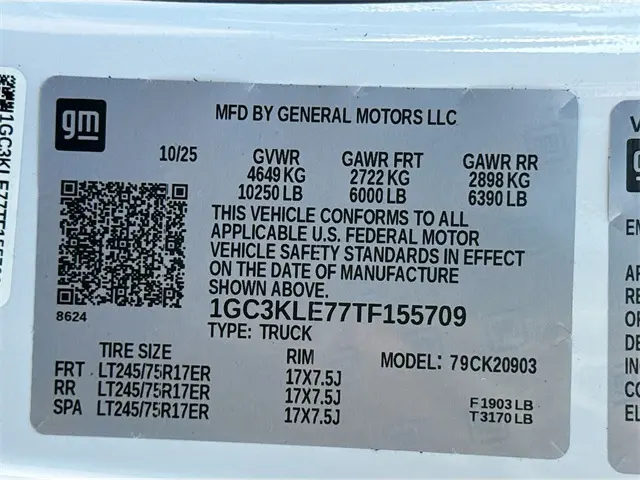 gm
MFD BY GENERAL MOTORS LLC
10/25 GVWR GAWR FRT GAWR RR
4649 KG 2722 KG 2898 KG
10250 LB 6000 LB 6390 LB
THIS VEHICLE CONFORMS TO ALL
APPLICABLE U.S. FEDERAL MOTOR
VEHICLE SAFETY STANDARDS IN EFFECT
ON THE DATE OF MANUFACTURE
SHOWN ABOVE.
8624
1GC3KLE77TF155709
TYPE: TRUCK
TIRE SIZE RIM MODEL: 79CK20903
FRT LT245/75R17ER 17X7.5J
RR LT245/75R17ER 17X7.5J
SPA LT245/75R17ER 17X7.5J
F1903 LB
T3170 LB